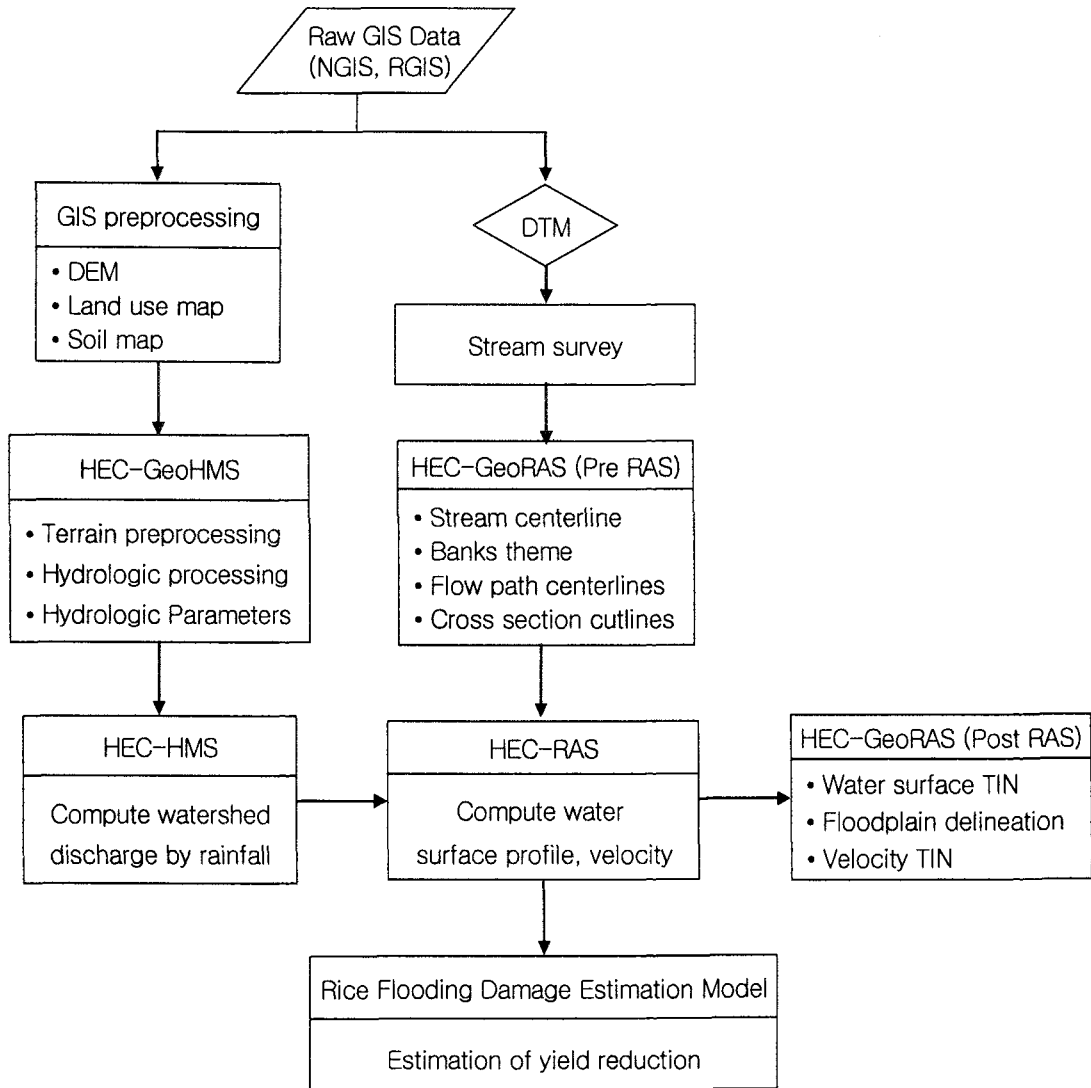 Raw GIS Data
(NGIS, RGIS)
GIS preprocessing
• DEM
• Land use map
• Soil map
DTM
Stream survey
HEC-GeoHMS
• Terrain preprocessing
• Hydrologic processing
• Hydrologic Parameters
HEC-GeoRAS (Pre RAS)
• Stream centerline
• Banks theme
• Flow path centerlines
• Cross section cutlines
HEC-HMS
Compute watershed
discharge by rainfall
HEC-RAS
Compute water
surface profile, velocity
HEC-GeoRAS (Post RAS)
• Water surface TIN
• Floodplain delineation
• Velocity TIN
Rice Flooding Damage Estimation Model
Estimation of yield reduction